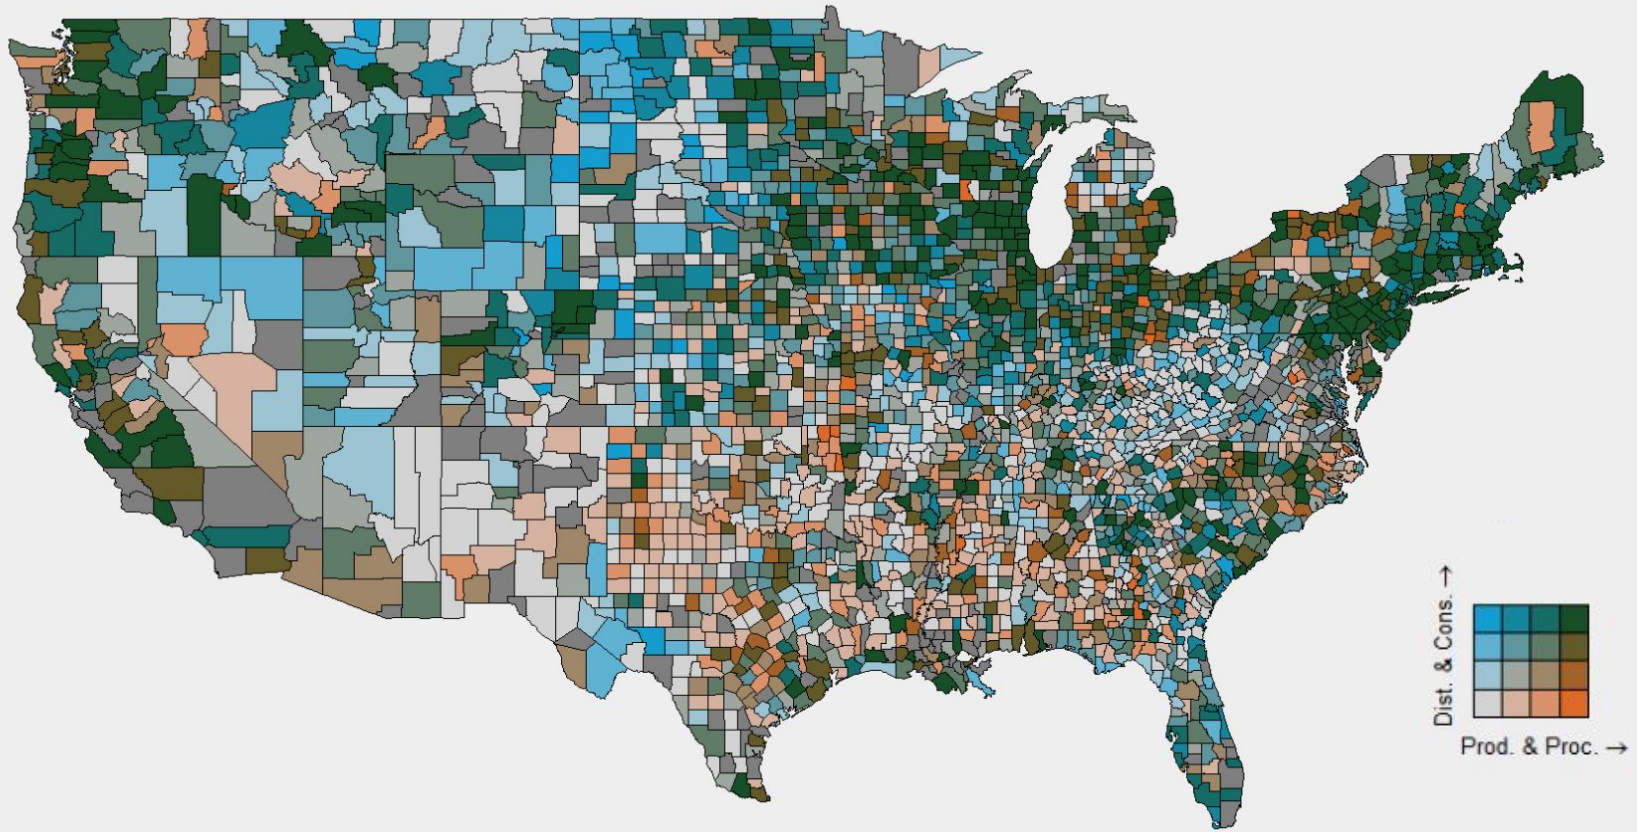 Dist. & Cons. →
Prod. & Proc. →